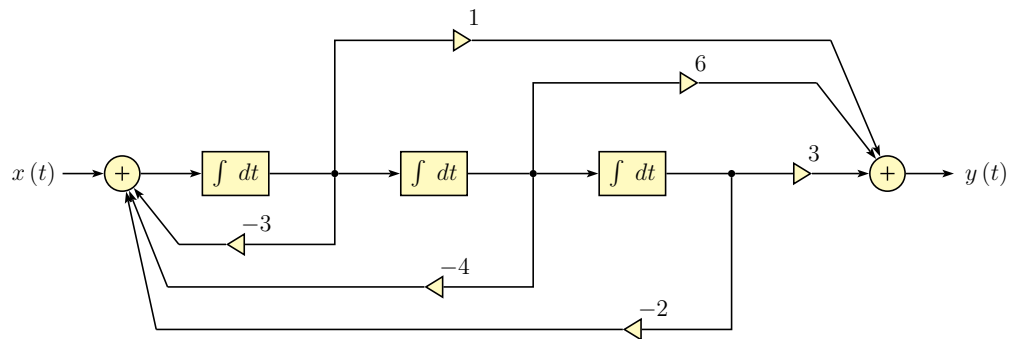 1
6
3
x (t)
+
∫ dt
∫ dt
∫ dt
+
y (t)
−3
−4
−2